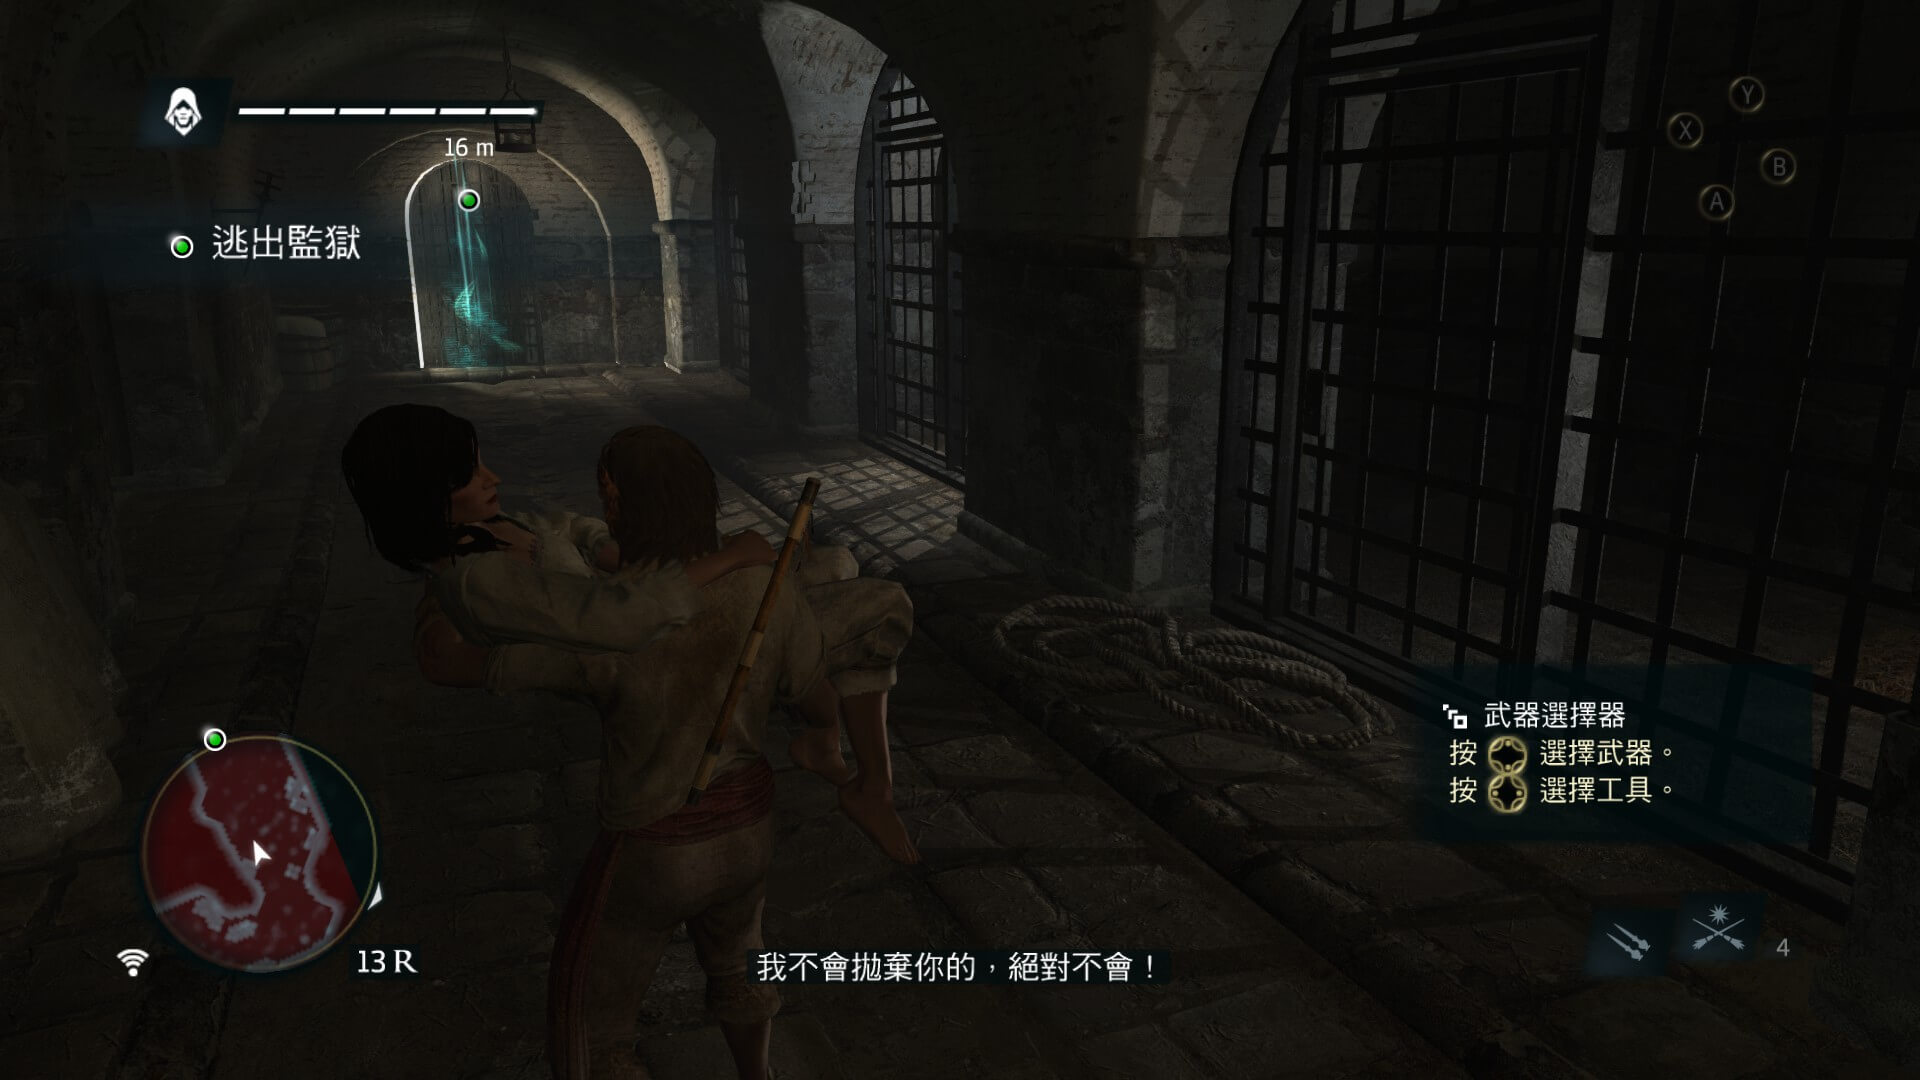 16 m
逃出監獄
Y
X
B
A
武器選擇器
按 選擇武器。
按 選擇工具。
13 R
4
我不會拋棄你的，絕對不會！